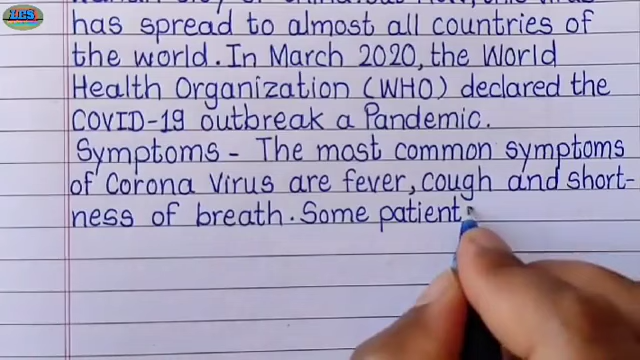 has spread to almost all countries of
the world. In March 2020, the World
Health Organization (WHO) declared the
COVID-19 outbreak a Pandemic.
Symptoms - The most common symptoms
of Corona Virus are fever, cough and short-
ness of breath. Some patient